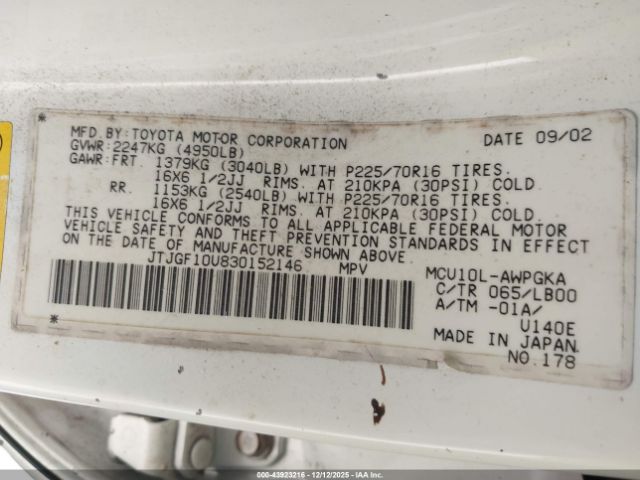 MFD. BY: TOYOTA MOTOR CORPORATION DATE 09/02
GVWR: 2247KG (4950LB)
GAWR: FRT. 1379KG (3040LB) WITH P225/70R16 TIRES.
16X6 1/2JJ RIMS. AT 210KPA (30PSI) COLD.
RR. 1153KG (2540LB) WITH P225/70R16 TIRES.
16X6 1/2JJ RIMS. AT 210KPA (30PSI) COLD.
THIS VEHICLE CONFORMS TO ALL APPLICABLE FEDERAL MOTOR
VEHICLE SAFETY AND THEFT PREVENTION STANDARDS IN EFFECT
ON THE DATE OF MANUFACTURE SHOWN ABOVE.
JTJGF10U830152146 MPV MCU10L-AWPGKA
C/TR 065/LB00
A/TM -01A/
U140E
MADE IN JAPAN
NO.178
000-43923216 - 12/12/2025 - IAAI.COM